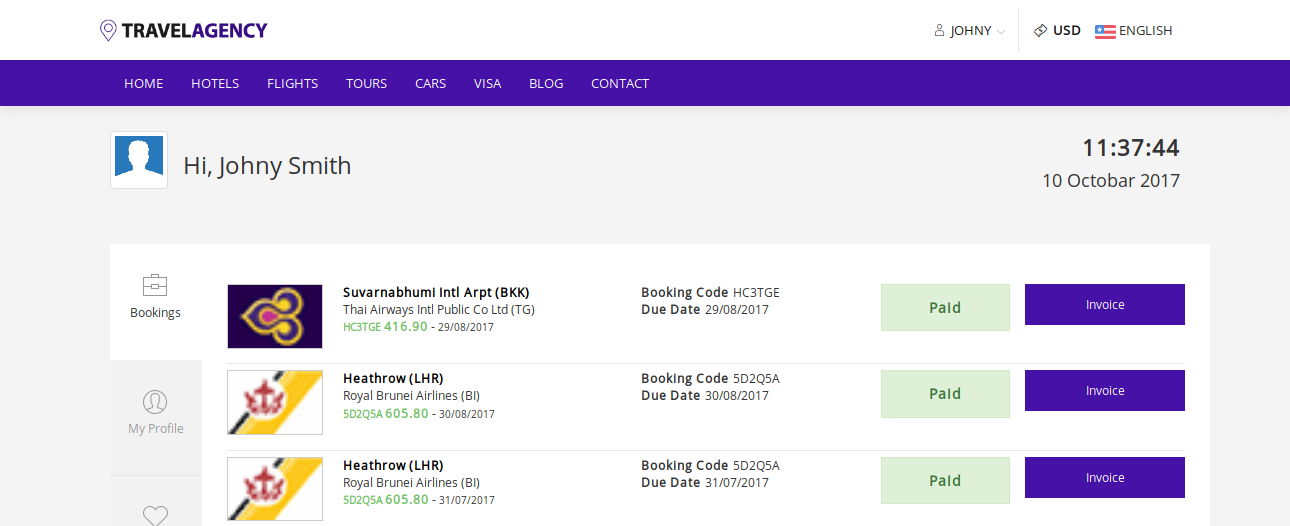 TRAVELAGENCY
JOHNY
USD
ENGLISH
HOME HOTELS FLIGHTS TOURS CARS VISA BLOG CONTACT
Hi, Johny Smith
11:37:44
10 Octobar 2017
Bookings
My Profile
Suvarnabhumi Intl Arpt (BKK)
Thai Airways Intl Public Co Ltd (TG)
HC3TGE 416.90 - 29/08/2017
Booking Code HC3TGE
Due Date 29/08/2017
Paid
Invoice
Heathrow (LHR)
Royal Brunei Airlines (BI)
5D2Q5A 605.80 - 30/08/2017
Booking Code 5D2Q5A
Due Date 30/08/2017
Paid
Invoice
Heathrow (LHR)
Royal Brunei Airlines (BI)
5D2Q5A 605.80 - 31/07/2017
Booking Code 5D2Q5A
Due Date 31/07/2017
Paid
Invoice